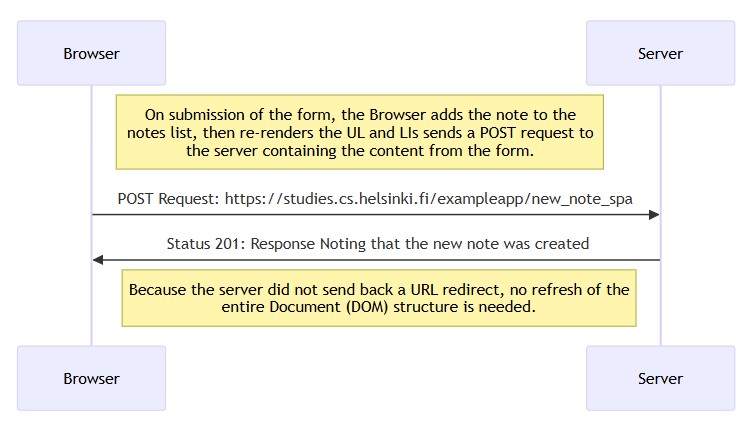 Browser
Server
On submission of the form, the Browser adds the note to the
notes list, then re-renders the UL and LIs sends a POST request to
the server containing the content from the form.
POST Request: https://studies.cs.helsinki.fi/exampleapp/new_note_spa
Status 201: Response Noting that the new note was created
Because the server did not send back a URL redirect, no refresh of the
entire Document (DOM) structure is needed.
Browser
Server